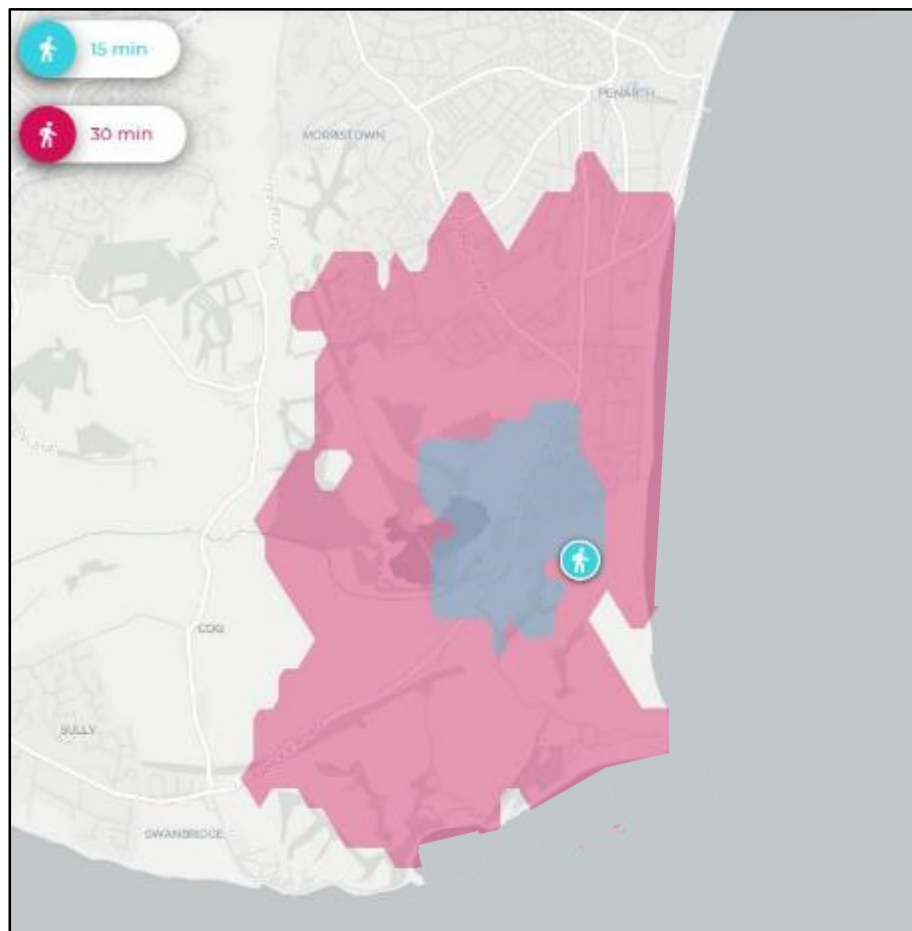 15 min
PENARTH
30 min
MORRISTOWN
COG
SULLY
SWANBRIDGE